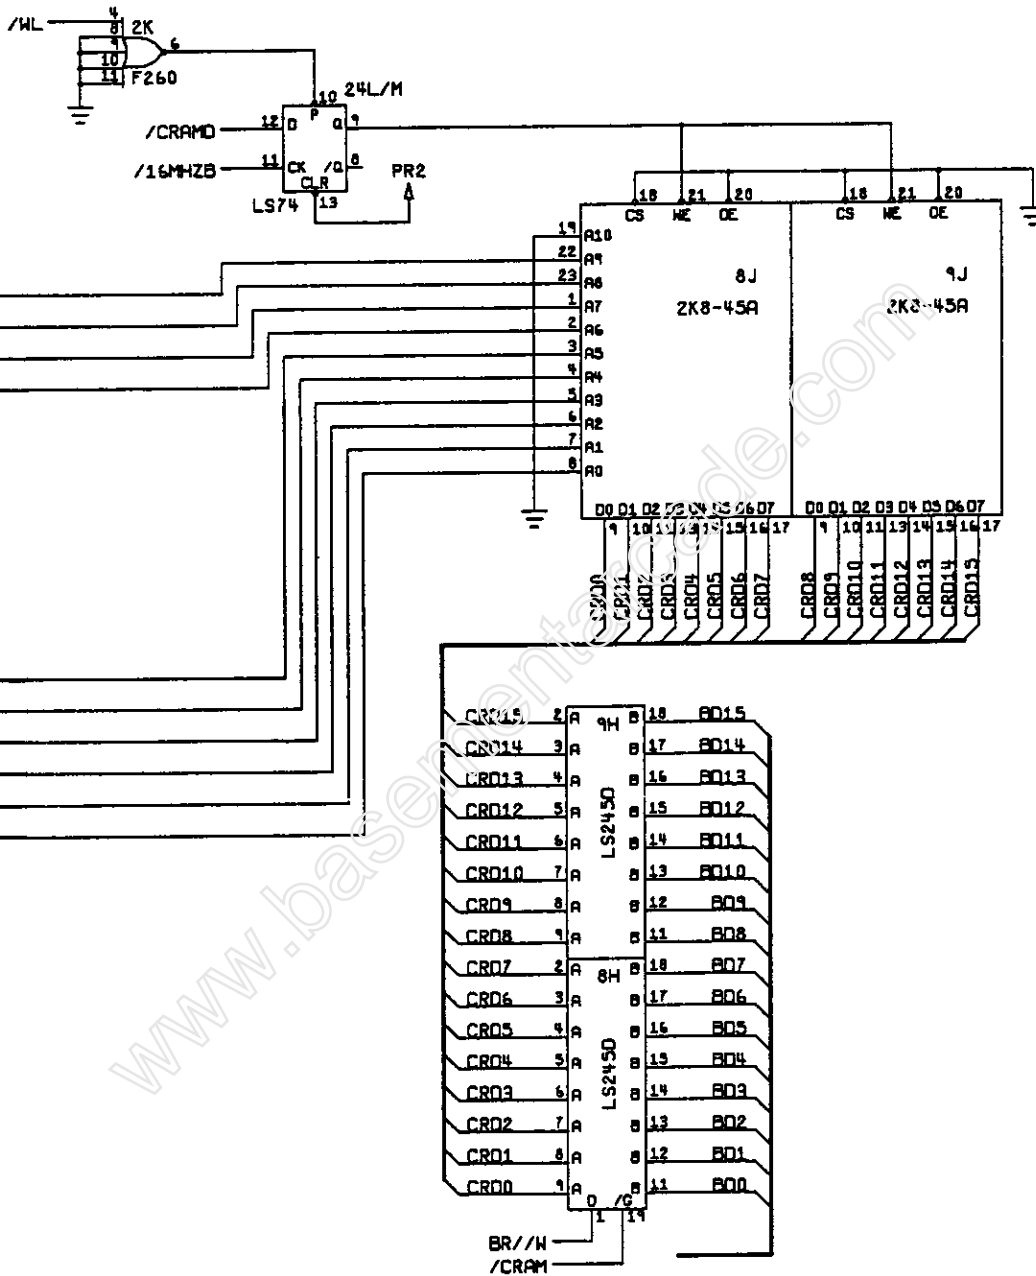 /WL
4
8
9
10
11
2K
6
F260
24L/M
10
P
/CRAMD
12
D
Q
9
/16MHZB
11
CK
/Q
8
CLR
PR2
LS74
13
18
21
20
18
21
20
CS
WE
OE
CS
WE
OE
19 A10
22 A9
23 A8
1 A7
2 A6
3 A5
4 A4
5 A3
6 A2
7 A1
8 A0
8J
9J
2K8-45A
2K8-45A
D0 D1 D2 D3 D4 D5 D6 D7
D0 D1 D2 D3 D4 D5 D6 D7
9 10 11 13 14 15 16 17
9 10 11 13 14 15 16 17
CRD0
CRD1
CRD2
CRD3
CRD4
CRD5
CRD6
CRD7
CRD8
CRD9
CRD10
CRD11
CRD12
CRD13
CRD14
CRD15
9H
LS245D
CRD15 2 A B 18 BD15
CRD14 3 A B 17 BD14
CRD13 4 A B 16 BD13
CRD12 5 A B 15 BD12
CRD11 6 A B 14 BD11
CRD10 7 A B 13 BD10
CRD9 8 A B 12 BD9
CRD8 9 A B 11 BD8
8H
LS245D
CRD7 2 A B 18 BD7
CRD6 3 A B 17 BD6
CRD5 4 A B 16 BD5
CRD4 5 A B 15 BD4
CRD3 6 A B 14 BD3
CRD2 7 A B 13 BD2
CRD1 8 A B 12 BD1
CRD0 9 A B 11 BD0
D /G
1 19
BR//W
/CRAM
www.basementarcade.com